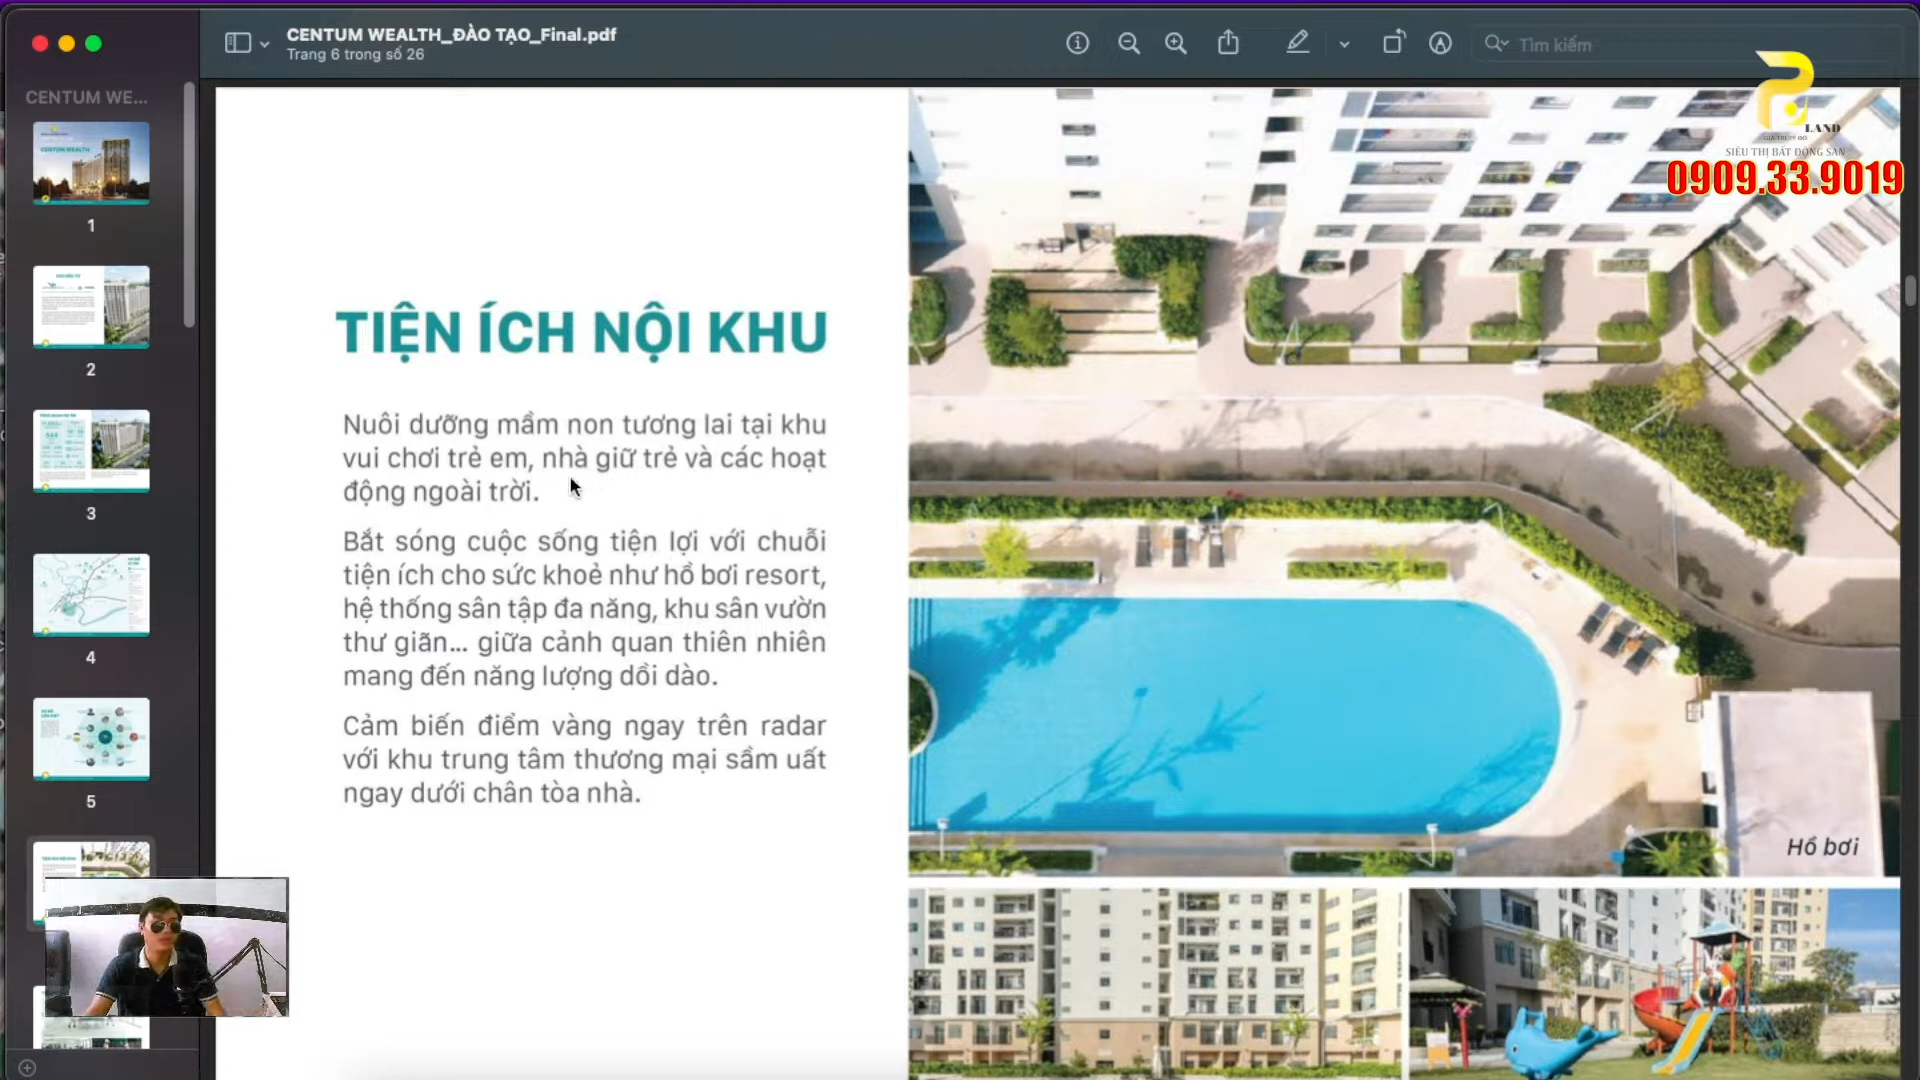 CENTUM WEALTH_ĐÀO TẠO_Final.pdf
Trang 6 trong số 26
Tìm kiếm
CENTUM WE...
1
2
3
4
5
LAND
SIÊU THỊ BẤT ĐỘNG SẢN
0909.33.9019
TIỆN ÍCH NỘI KHU
Nuôi dưỡng mầm non tương lai tại khu
vui chơi trẻ em, nhà giữ trẻ và các hoạt
động ngoài trời.
Bắt sóng cuộc sống tiện lợi với chuỗi
tiện ích cho sức khoẻ như hồ bơi resort,
hệ thống sân tập đa năng, khu sân vườn
thư giãn... giữa cảnh quan thiên nhiên
mang đến năng lượng dồi dào.
Cảm biến điểm vàng ngay trên radar
với khu trung tâm thương mại sầm uất
ngay dưới chân tòa nhà.
Hồ bơi